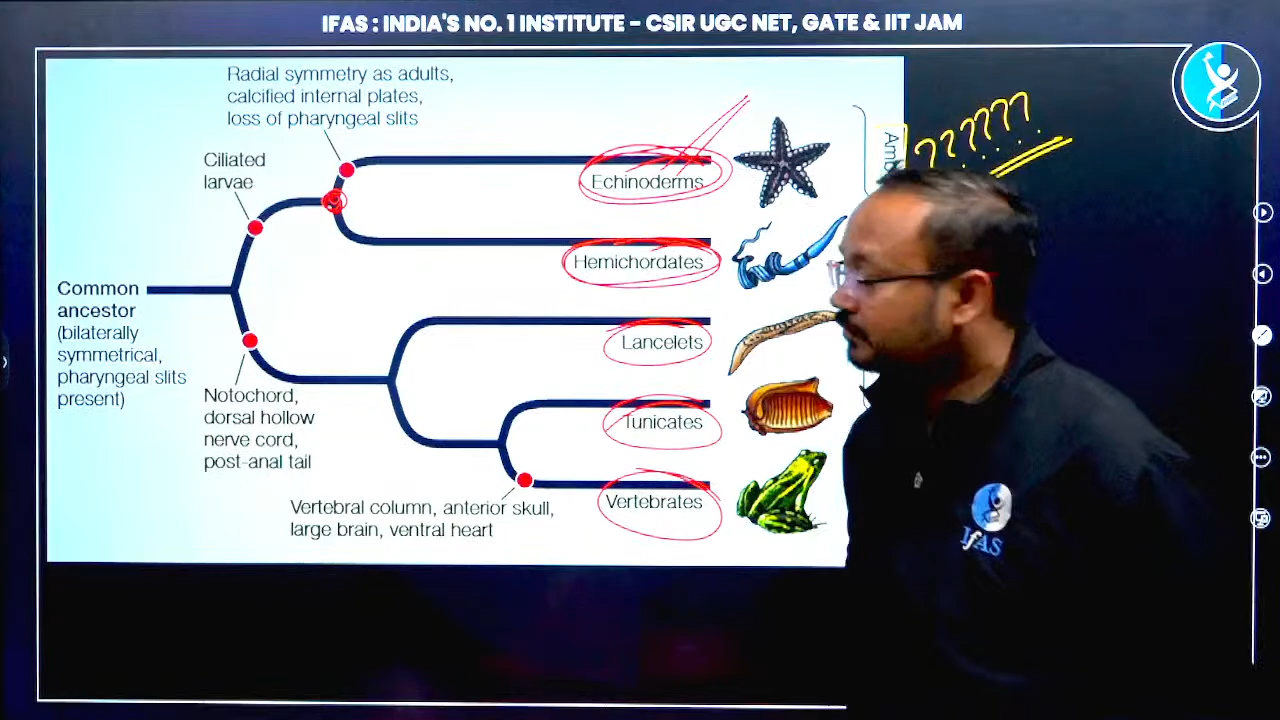 IFAS : INDIA'S NO. 1 INSTITUTE - CSIR UGC NET, GATE & IIT JAM
Radial symmetry as adults,
calcified internal plates,
loss of pharyngeal slits
Ciliated
larvae
Echinoderms
Hemichordates
Common
ancestor
(bilaterally
symmetrical,
pharyngeal slits
present)
Lancelets
Notochord,
dorsal hollow
nerve cord,
post-anal tail
Tunicates
Vertebrates
Vertebral column, anterior skull,
large brain, ventral heart
??????
IFAS